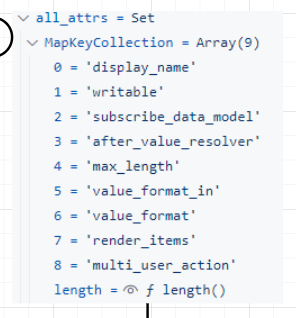 all_attrs = Set
MapKeyCollection = Array(9)
0 = 'display_name'
1 = 'writable'
2 = 'subscribe_data_model'
3 = 'after_value_resolver'
4 = 'max_length'
5 = 'value_format_in'
6 = 'value_format'
7 = 'render_items'
8 = 'multi_user_action'
length = ƒ length()